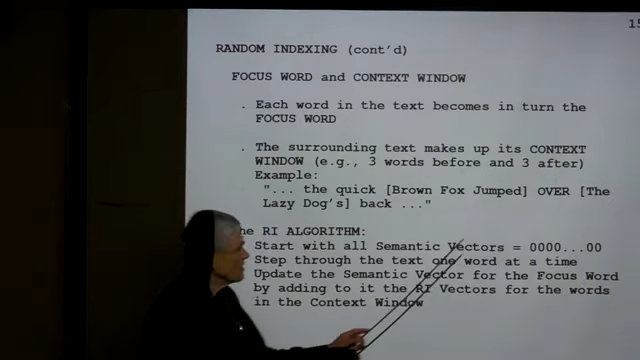 15
RANDOM INDEXING (cont'd)
FOCUS WORD and CONTEXT WINDOW
. Each word in the text becomes in turn the
FOCUS WORD
. The surrounding text makes up its CONTEXT
WINDOW (e.g., 3 words before and 3 after)
Example:
"... the quick [Brown Fox Jumped] OVER [The
Lazy Dog's] back ..."
he RI ALGORITHM:
Start with all Semantic Vectors = 0000...00
Step through the text one word at a time
Update the Semantic Vector for the Focus Word
by adding to it the RI Vectors for the words
in the Context Window